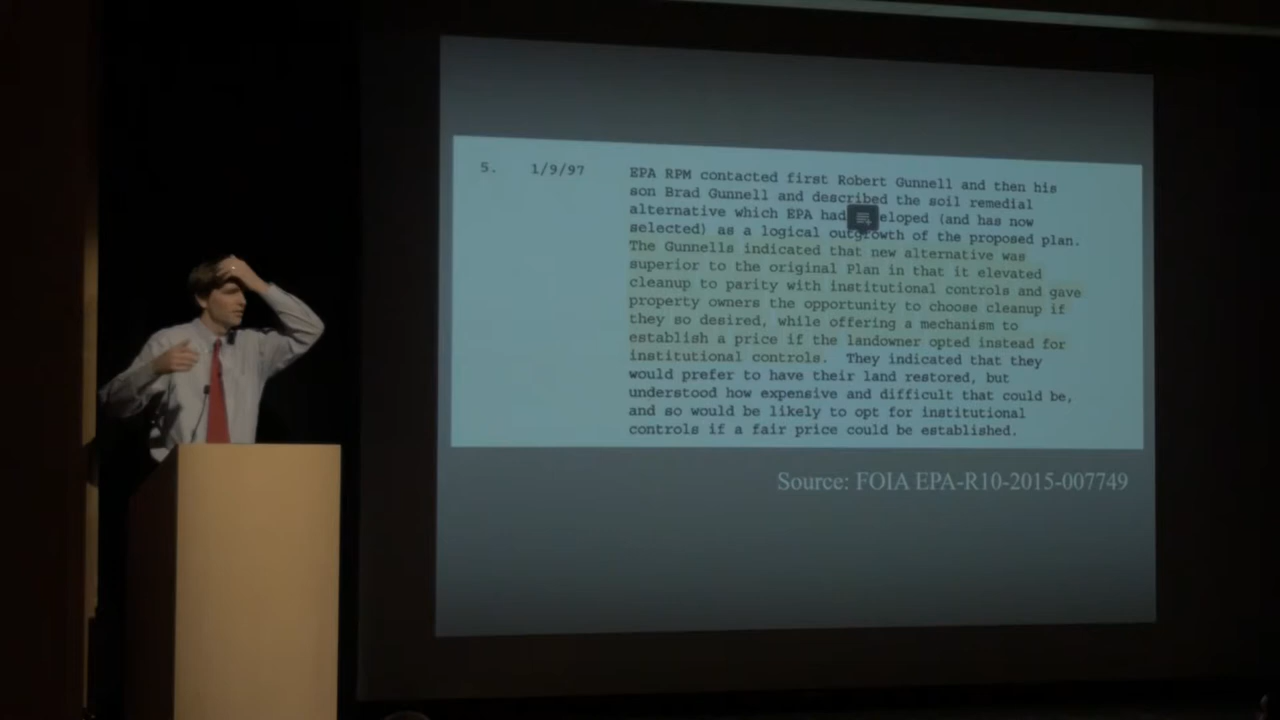 5. 1/9/97 EPA RPM contacted first Robert Gunnell and then his
son Brad Gunnell and described the soil remedial
alternative which EPA had eloped (and has now
selected) as a logical outgrowth of the proposed plan.
The Gunnells indicated that new alternative was
superior to the original Plan in that it elevated
cleanup to parity with institutional controls and gave
property owners the opportunity to choose cleanup if
they so desired, while offering a mechanism to
establish a price if the landowner opted instead for
institutional controls. They indicated that they
would prefer to have their land restored, but
understood how expensive and difficult that could be,
and so would be likely to opt for institutional
controls if a fair price could be established.
Source: FOIA EPA-R10-2015-007749